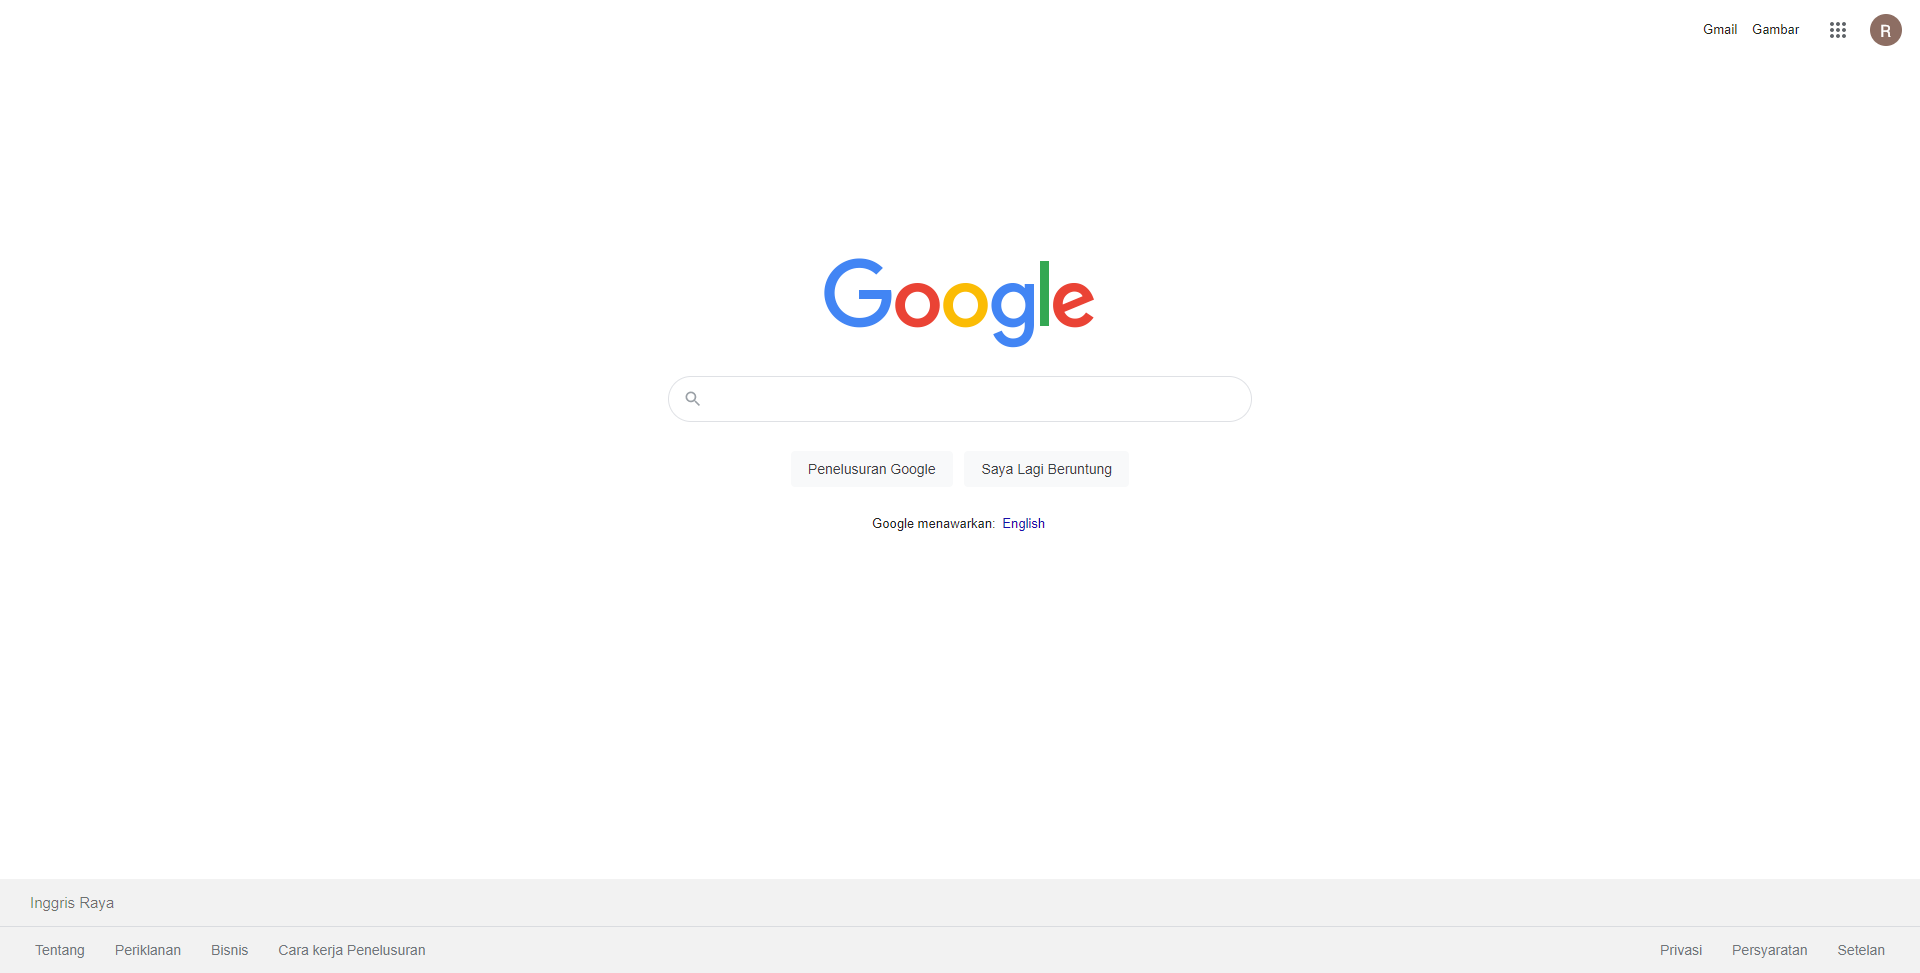 Gmail Gambar R
Google
Penelusuran Google Saya Lagi Beruntung
Google menawarkan: English
Inggris Raya
Tentang Periklanan Bisnis Cara kerja Penelusuran Privasi Persyaratan Setelan